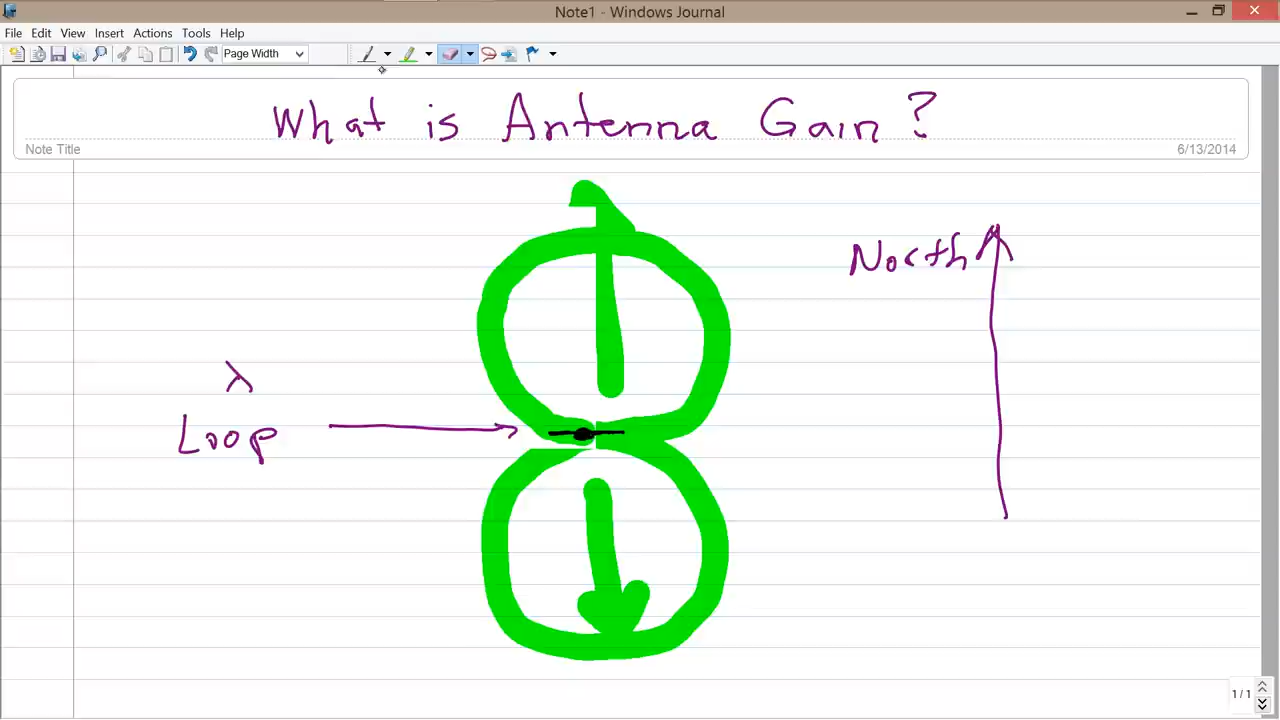 Note1 - Windows Journal
File Edit View Insert Actions Tools Help
Page Width
What is Antenna Gain?
Note Title
6/13/2014
North
λ
Loop
1 / 1